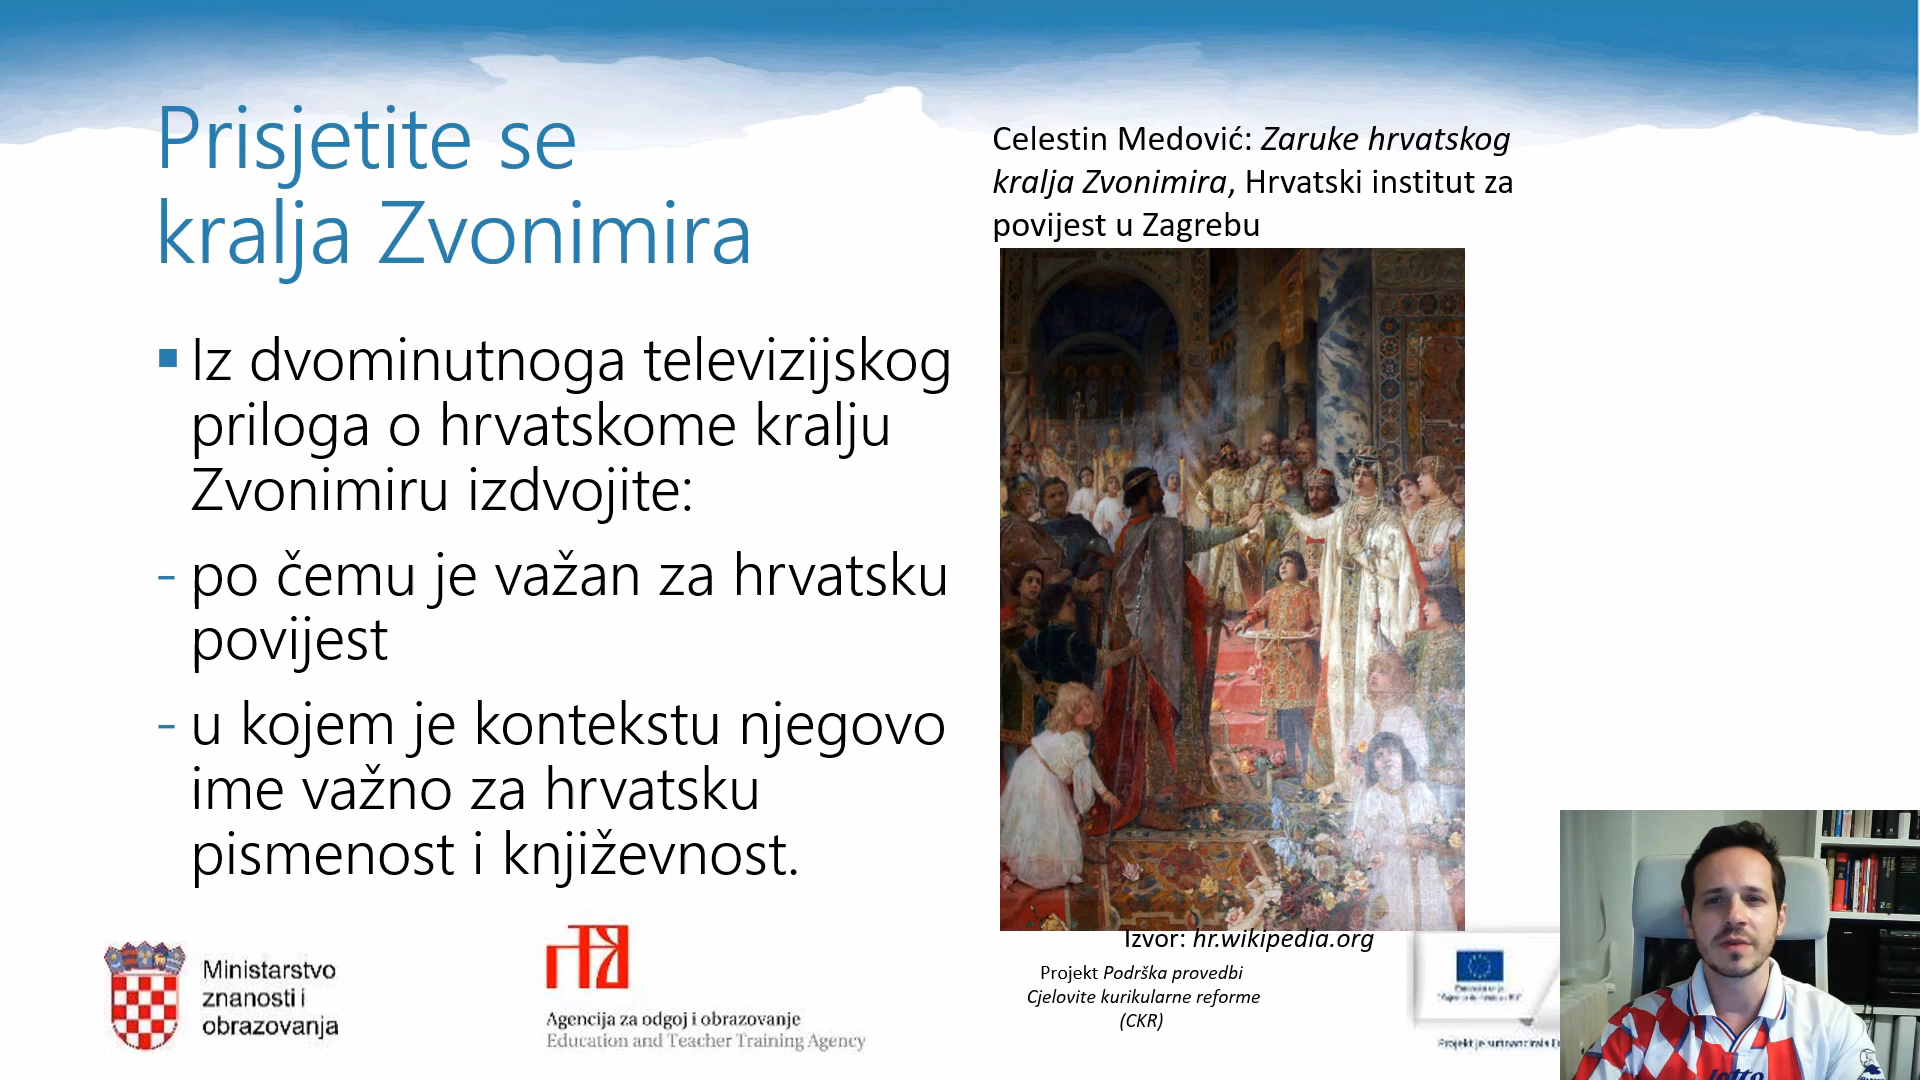 Prisjetite se
kralja Zvonimira
Iz dvominutnoga televizijskog
priloga o hrvatskome kralju
Zvonimiru izdvojite:
- po čemu je važan za hrvatsku
povijest
- u kojem je kontekstu njegovo
ime važno za hrvatsku
pismenost i književnost.
Celestin Medović: Zaruke hrvatskog
kralja Zvonimira, Hrvatski institut za
povijest u Zagrebu
Izvor: hr.wikipedia.org
Ministarstvo
znanosti i
obrazovanja
Agencija za odgoj i obrazovanje
Education and Teacher Training Agency
Projekt Podrška provedbi
Cjelovite kurikularne reforme
(CKR)
Projekt je sufinancirala